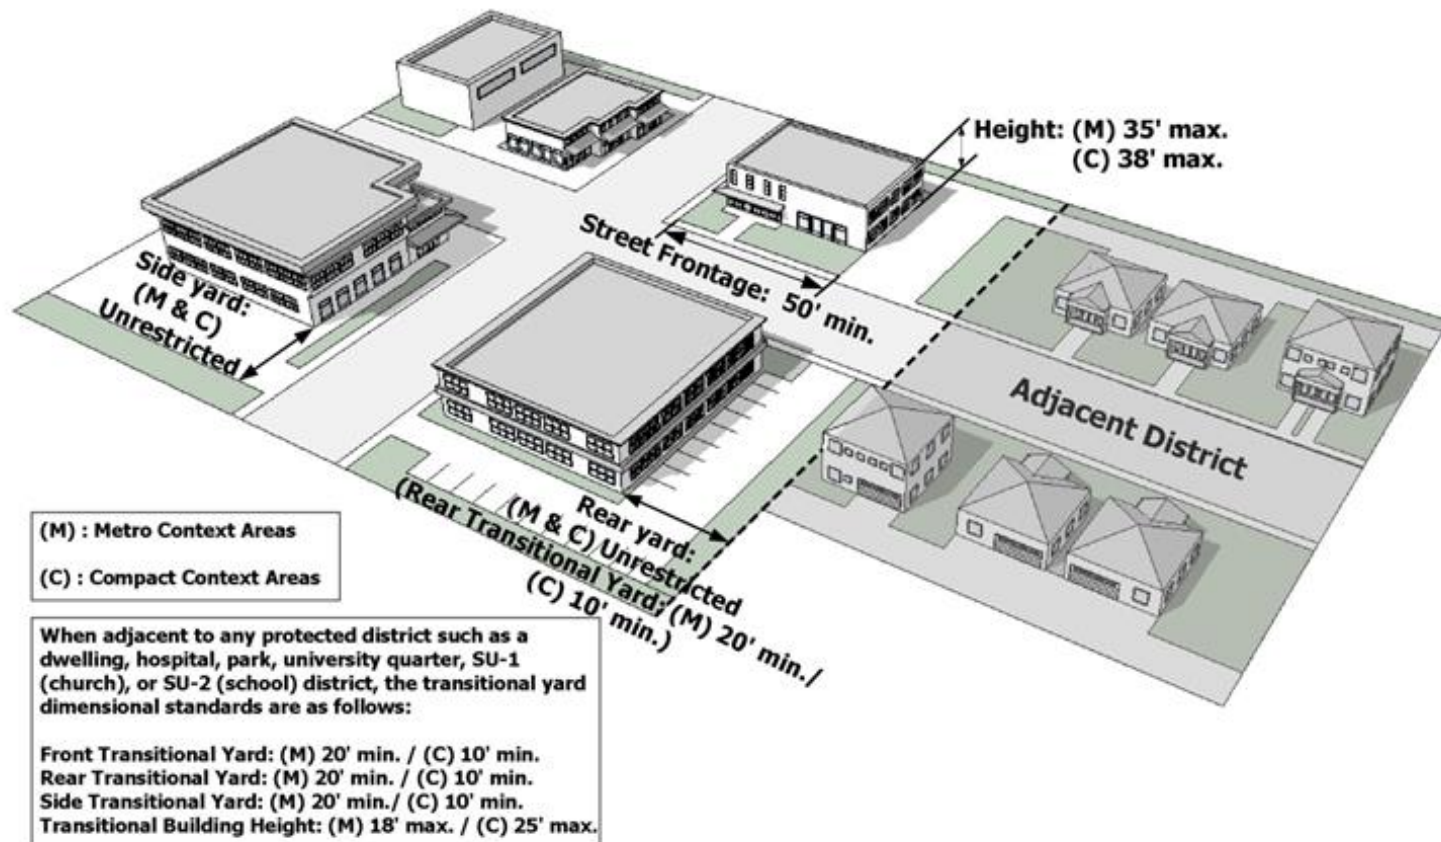 Height: (M) 35' max.
(C) 38' max.
Street Frontage: 50' min.
Side yard:
(M & C)
Unrestricted
Adjacent District
Rear yard:
(M & C) Unrestricted
(Rear Transitional Yard: (M) 20' min./
(C) 10' min.)
(M) : Metro Context Areas
(C) : Compact Context Areas
When adjacent to any protected district such as a
dwelling, hospital, park, university quarter, SU-1
(church), or SU-2 (school) district, the transitional yard
dimensional standards are as follows:
Front Transitional Yard: (M) 20' min. / (C) 10' min.
Rear Transitional Yard: (M) 20' min. / (C) 10' min.
Side Transitional Yard: (M) 20' min./ (C) 10' min.
Transitional Building Height: (M) 18' max. / (C) 25' max.